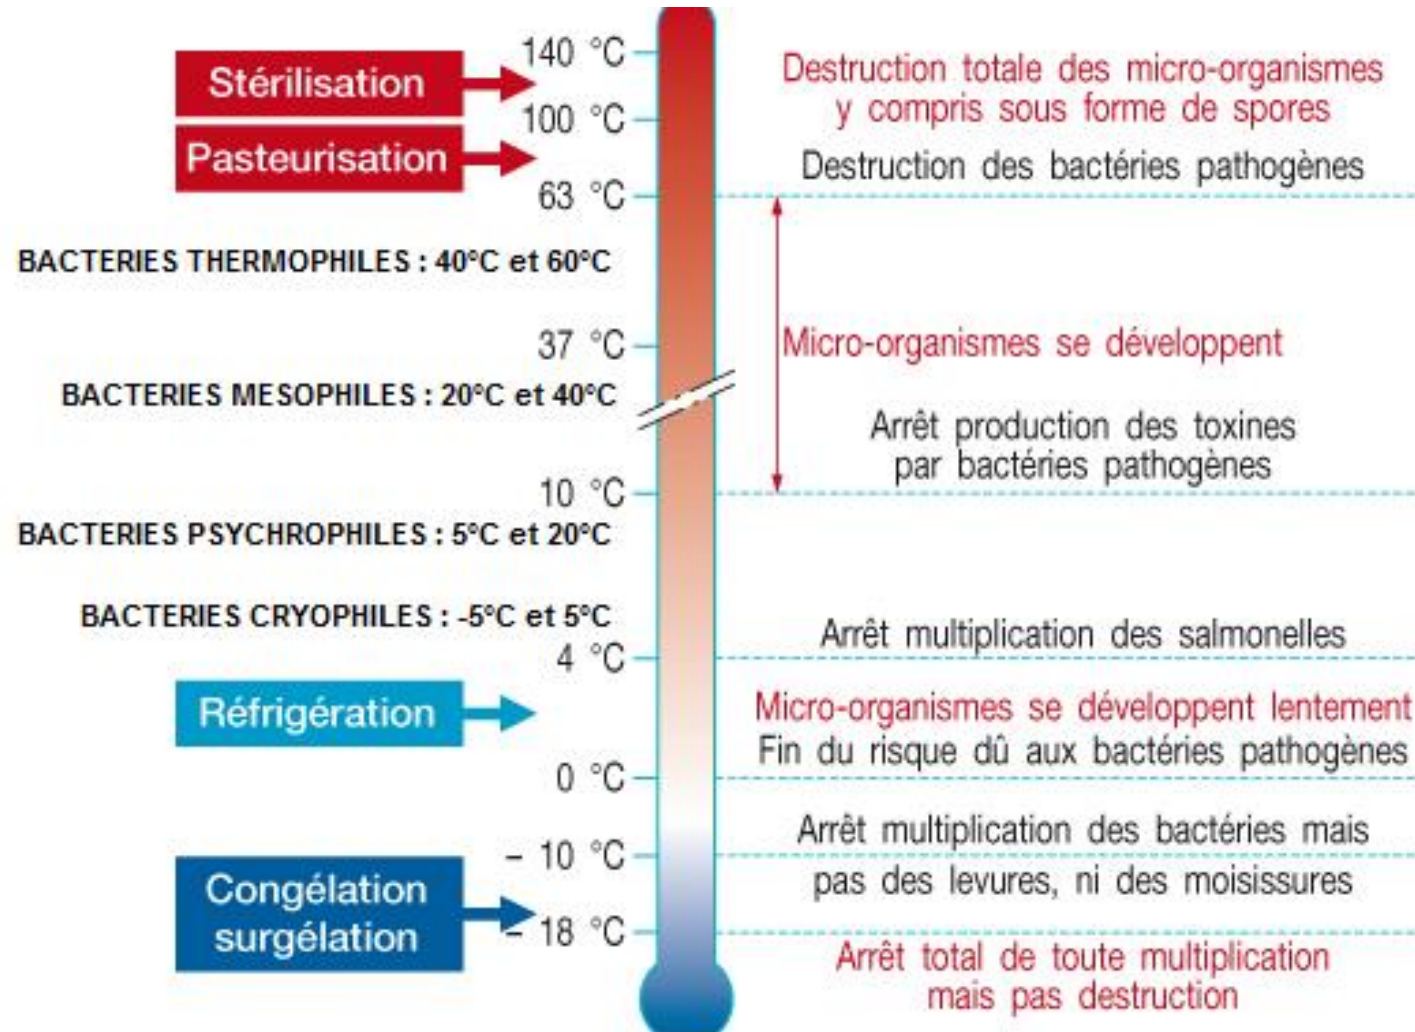 140 °C
Stérilisation
Destruction totale des micro-organismes
y compris sous forme de spores
100 °C
Pasteurisation
Destruction des bactéries pathogènes
63 °C
BACTERIES THERMOPHILES : 40°C et 60°C
37 °C
Micro-organismes se développent
BACTERIES MESOPHILES : 20°C et 40°C
Arrêt production des toxines
par bactéries pathogènes
10 °C
BACTERIES PSYCHROPHILES : 5°C et 20°C
BACTERIES CRYOPHILES : -5°C et 5°C
Arrêt multiplication des salmonelles
4 °C
Réfrigération
Micro-organismes se développent lentement
Fin du risque dû aux bactéries pathogènes
0 °C
Arrêt multiplication des bactéries mais
– 10 °C
pas des levures, ni des moisissures
Congélation
surgélation
– 18 °C
Arrêt total de toute multiplication
mais pas destruction